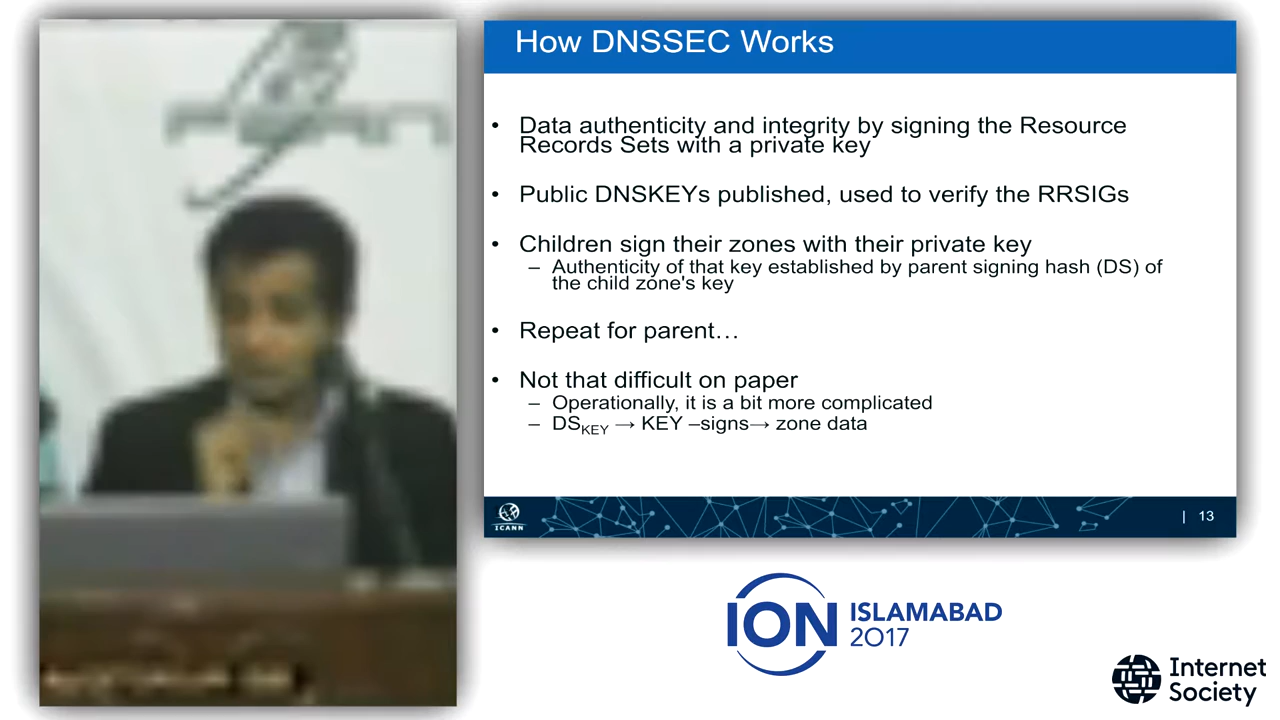 How DNSSEC Works
• Data authenticity and integrity by signing the Resource
Records Sets with a private key
• Public DNSKEYs published, used to verify the RRSIGs
• Children sign their zones with their private key
– Authenticity of that key established by parent signing hash (DS) of
the child zone's key
• Repeat for parent…
• Not that difficult on paper
– Operationally, it is a bit more complicated
– DSKEY → KEY –signs→ zone data
ICANN
| 13
ION ISLAMABAD
2017
Internet
Society